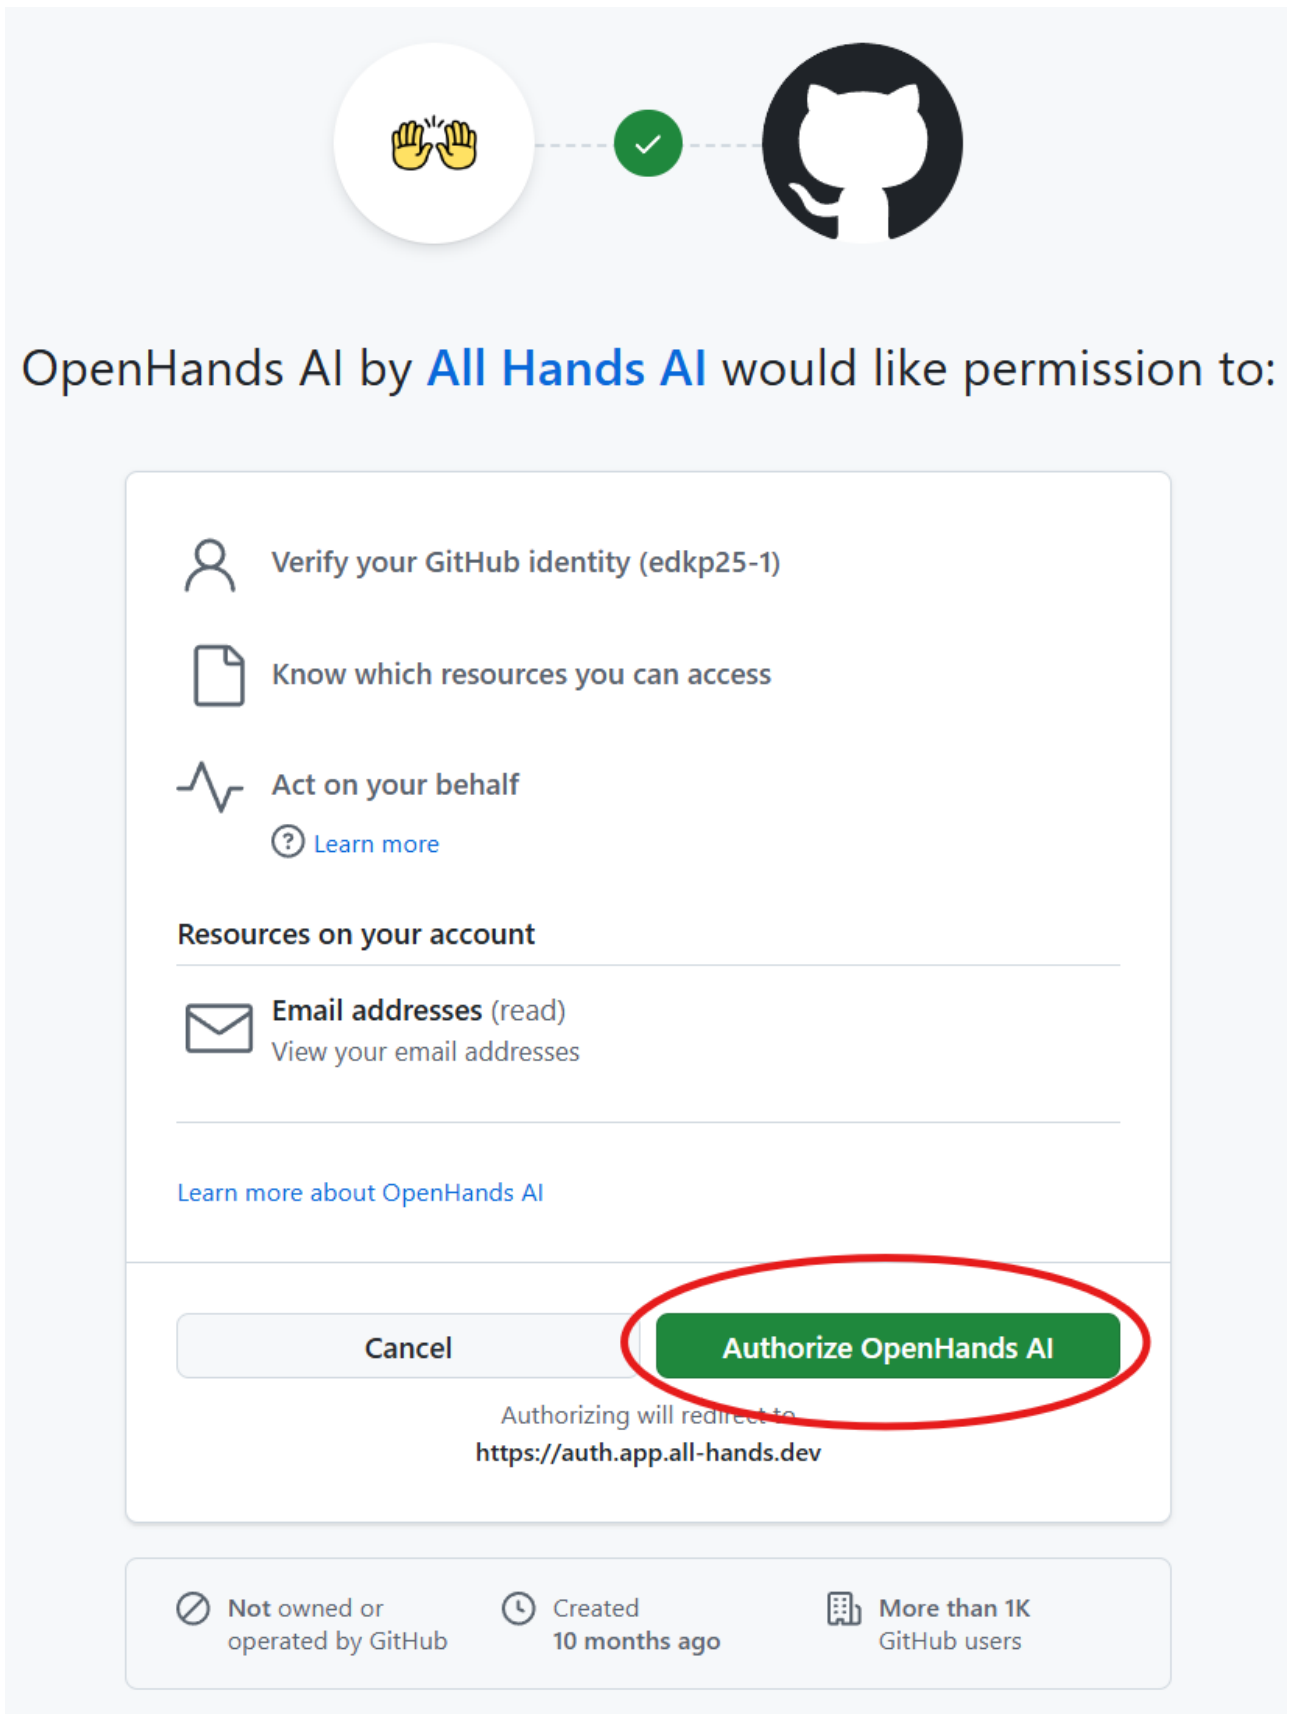 OpenHands AI by All Hands AI would like permission to:
Verify your GitHub identity (edkp25-1)
Know which resources you can access
Act on your behalf
Learn more
Resources on your account
Email addresses (read)
View your email addresses
Learn more about OpenHands AI
Cancel
Authorize OpenHands AI
Authorizing will redirect to
https://auth.app.all-hands.dev
Not owned or
operated by GitHub
Created
10 months ago
More than 1K
GitHub users